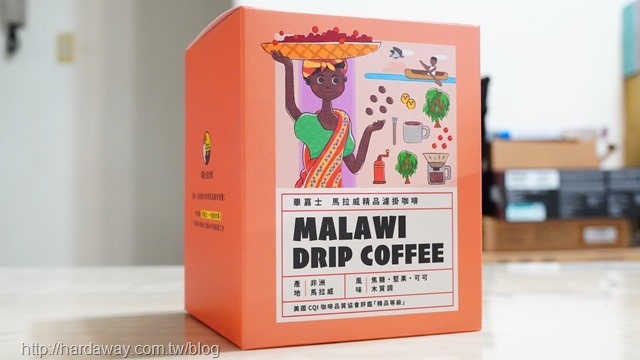 畢嘉士 馬拉威精品濾掛咖啡
MALAWI
DRIP COFFEE
產地 非洲 馬拉威
風味 焦糖・堅果・可可 木質調
美國 CQI 咖啡品質協會評鑑「精品等級」
http://hardaway.com.tw/blog